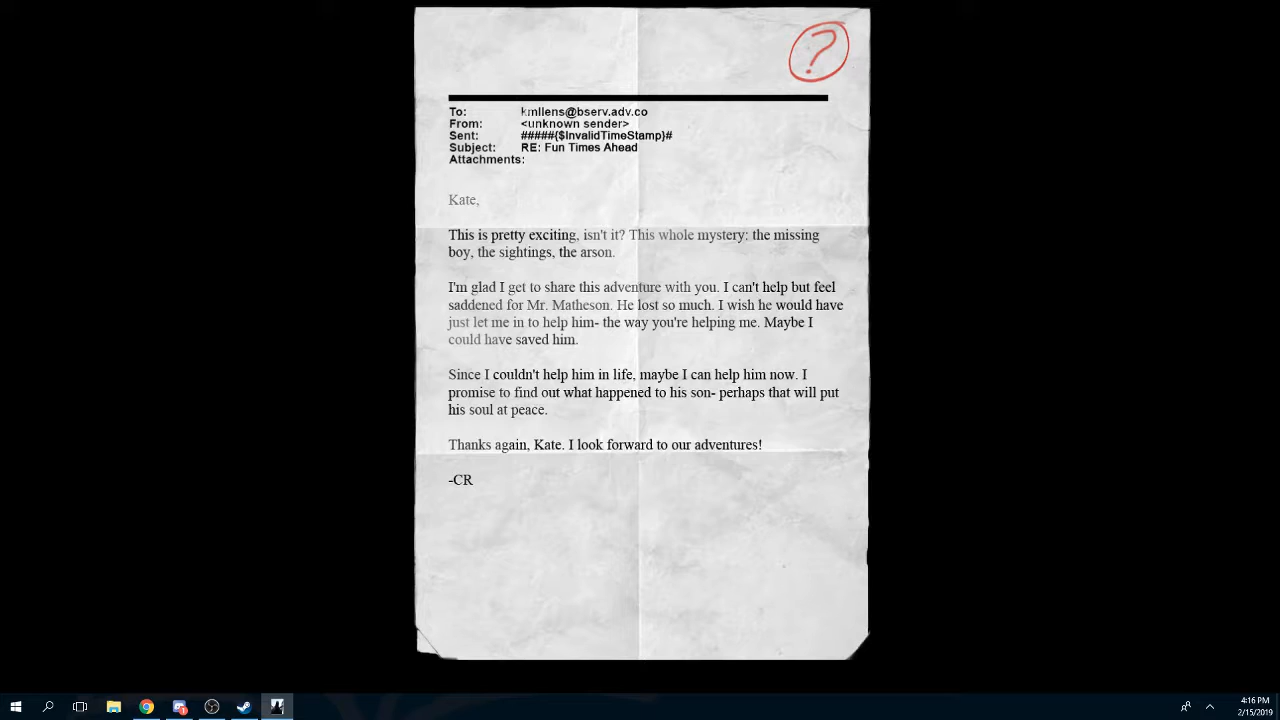 ?
To: kmilens@bserv.adv.co
From: <unknown sender>
Sent: #####{$InvalidTimeStamp}#
Subject: RE: Fun Times Ahead
Attachments:
Kate,
This is pretty exciting, isn't it? This whole mystery: the missing
boy, the sightings, the arson.
I'm glad I get to share this adventure with you. I can't help but feel
saddened for Mr. Matheson. He lost so much. I wish he would have
just let me in to help him- the way you're helping me. Maybe I
could have saved him.
Since I couldn't help him in life, maybe I can help him now. I
promise to find out what happened to his son- perhaps that will put
his soul at peace.
Thanks again, Kate. I look forward to our adventures!
-CR
4:16 PM
2/15/2019